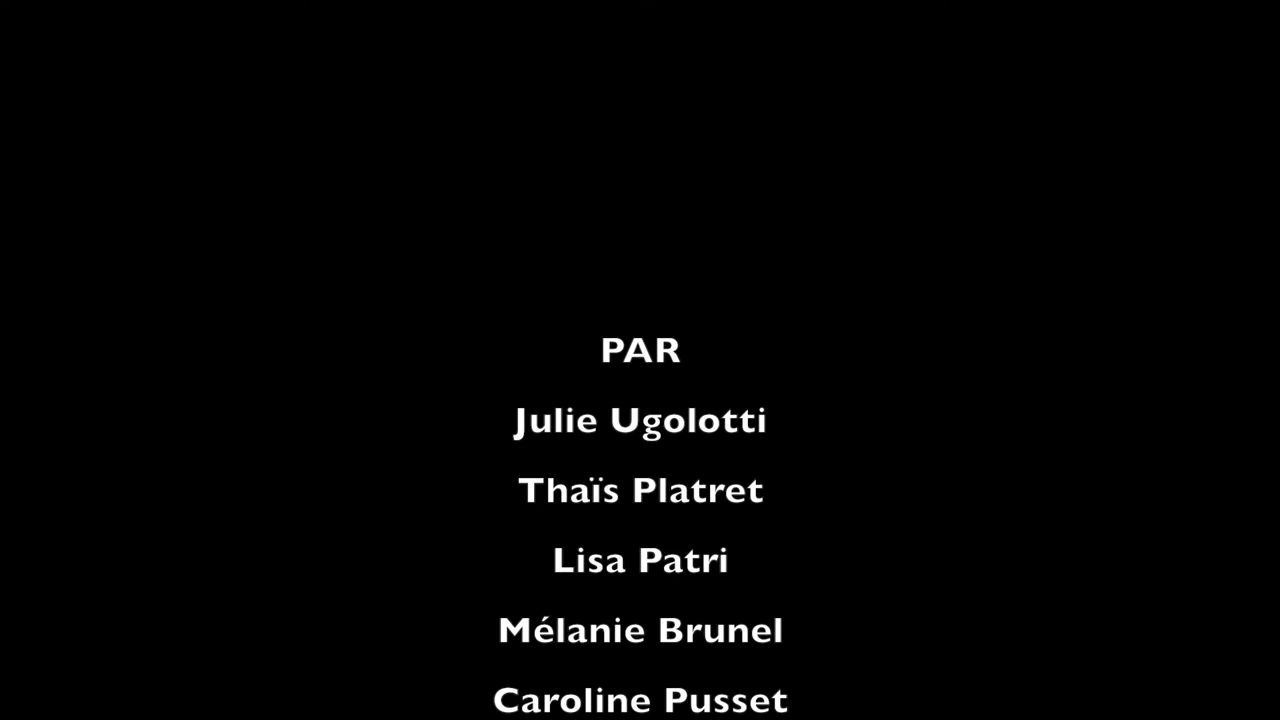 PAR
Julie Ugolotti
Thaïs Platret
Lisa Patri
Mélanie Brunel
Caroline Pusset